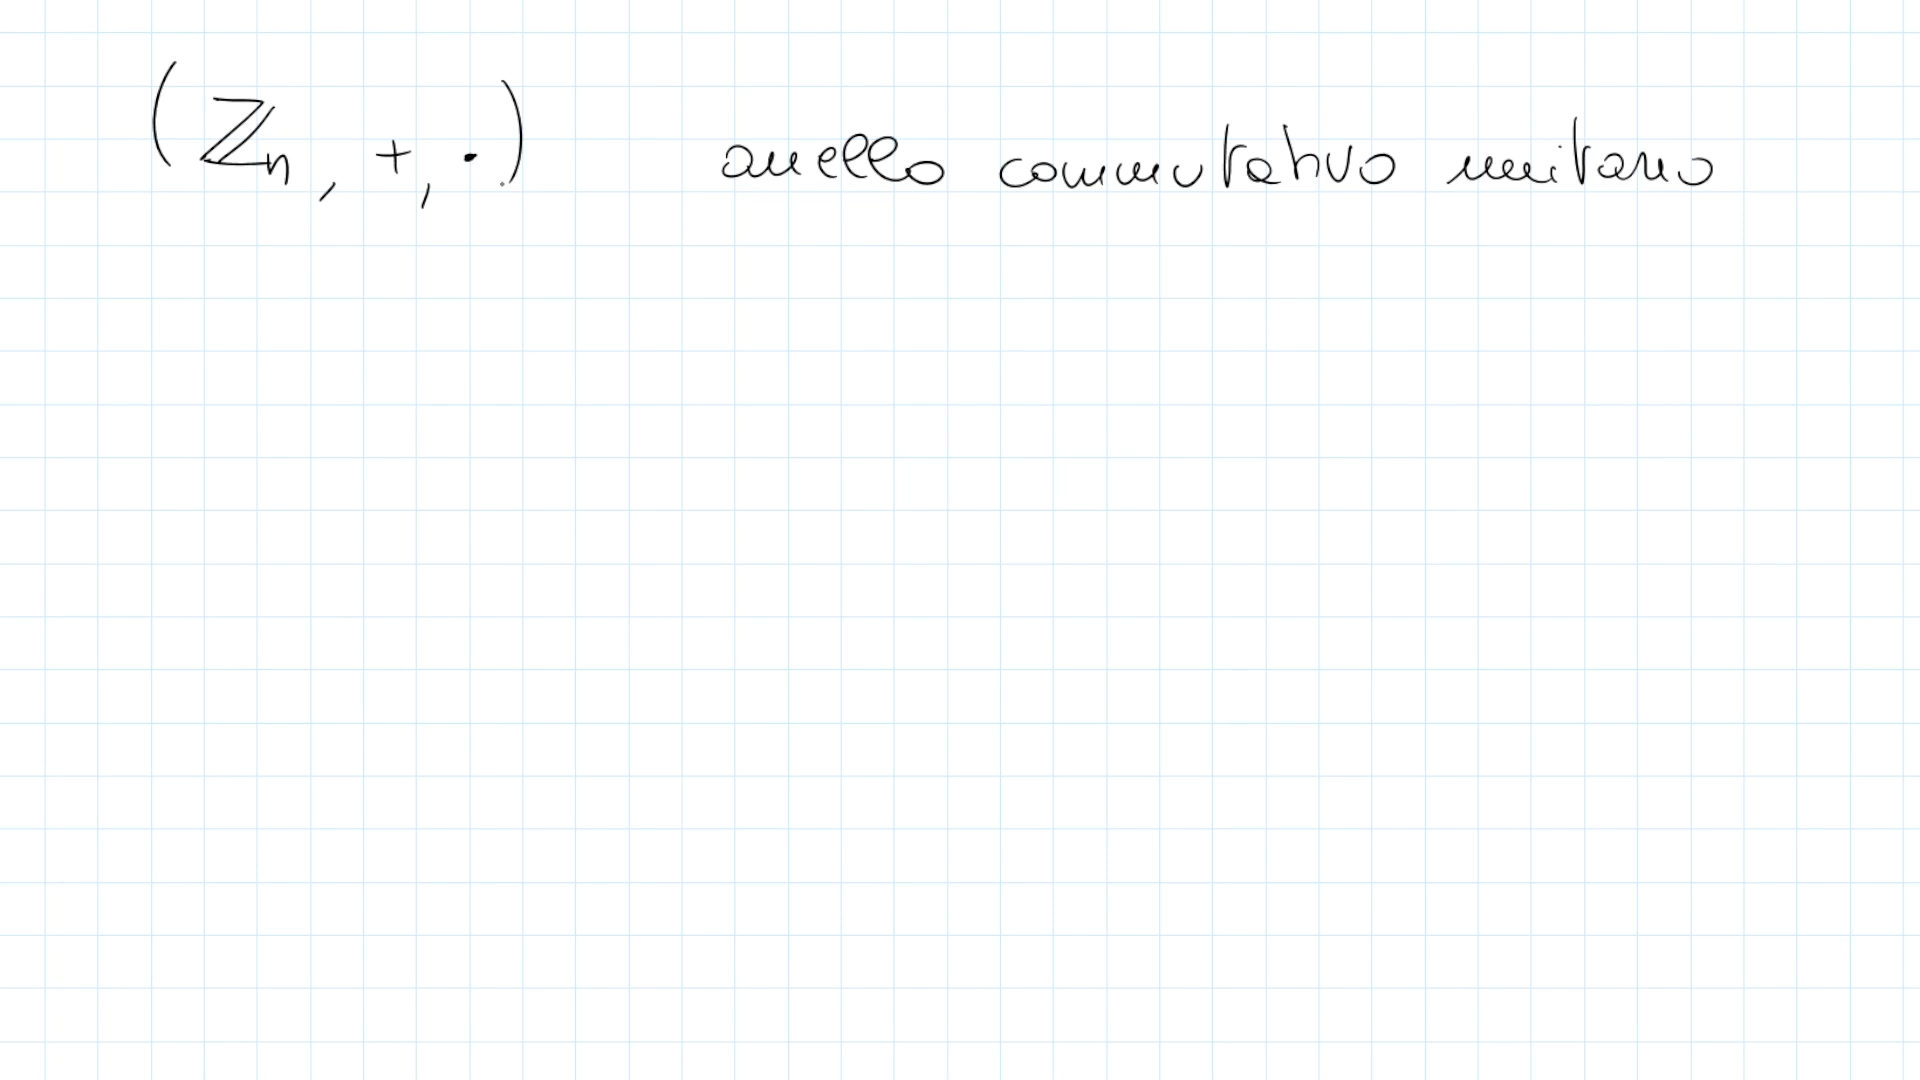 (ℤn, +, ·) anello commutativo unitario